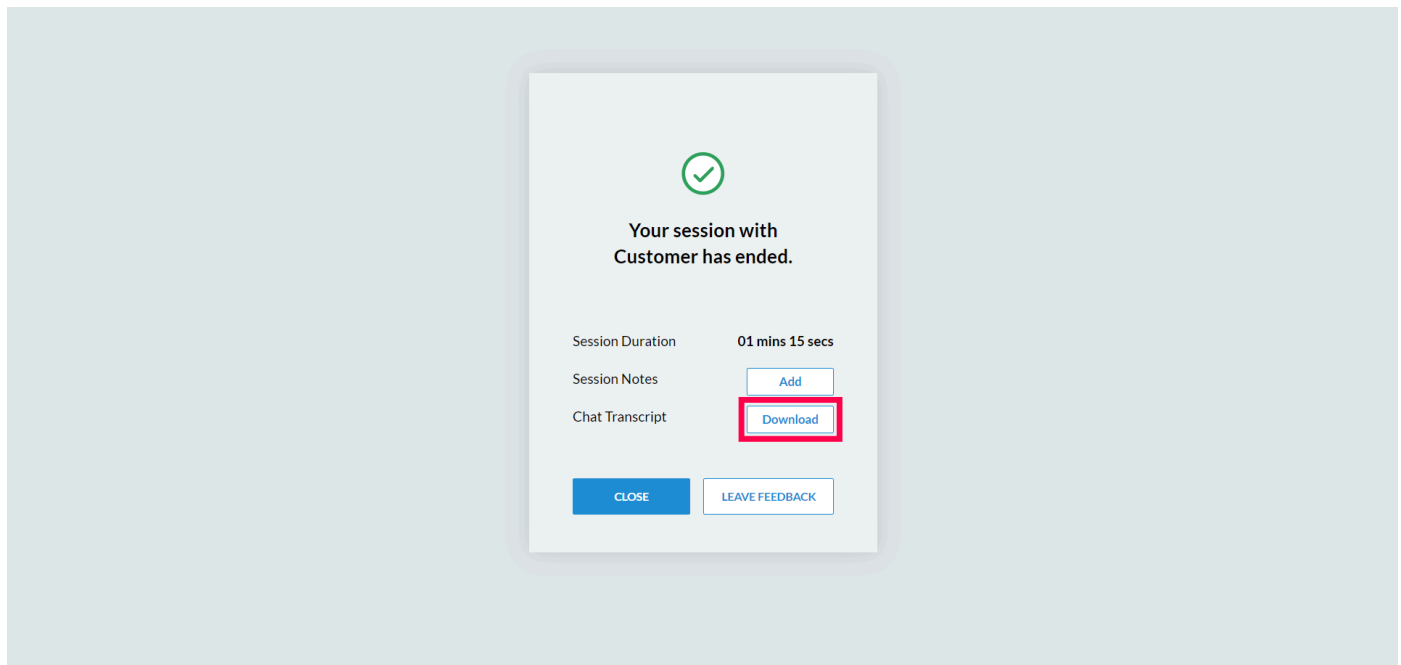 Your session with
Customer has ended.
Session Duration 01 mins 15 secs
Session Notes Add
Chat Transcript Download
CLOSE LEAVE FEEDBACK